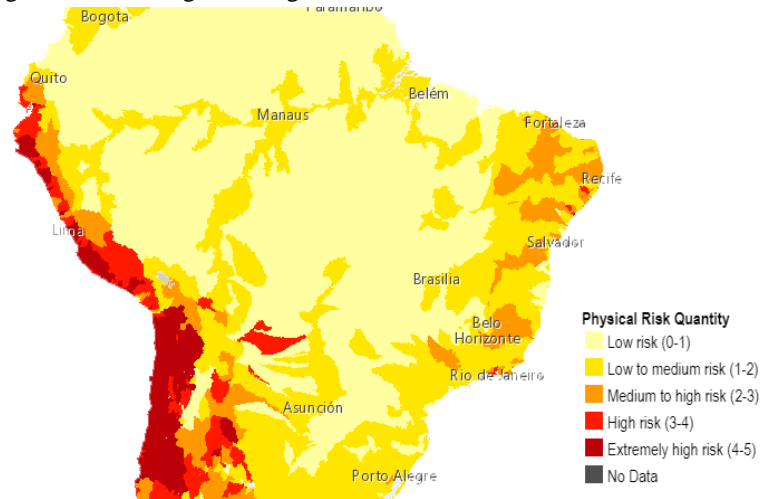 Bogota
Paramaribo
Quito
Belém
Manaus
Fortaleza
Recife
Lima
Salvador
Brasilia
Belo
Horizonte
Rio de Janeiro
Asunción
Porto Alegre
Physical Risk Quantity
Low risk (0-1)
Low to medium risk (1-2)
Medium to high risk (2-3)
High risk (3-4)
Extremely high risk (4-5)
No Data